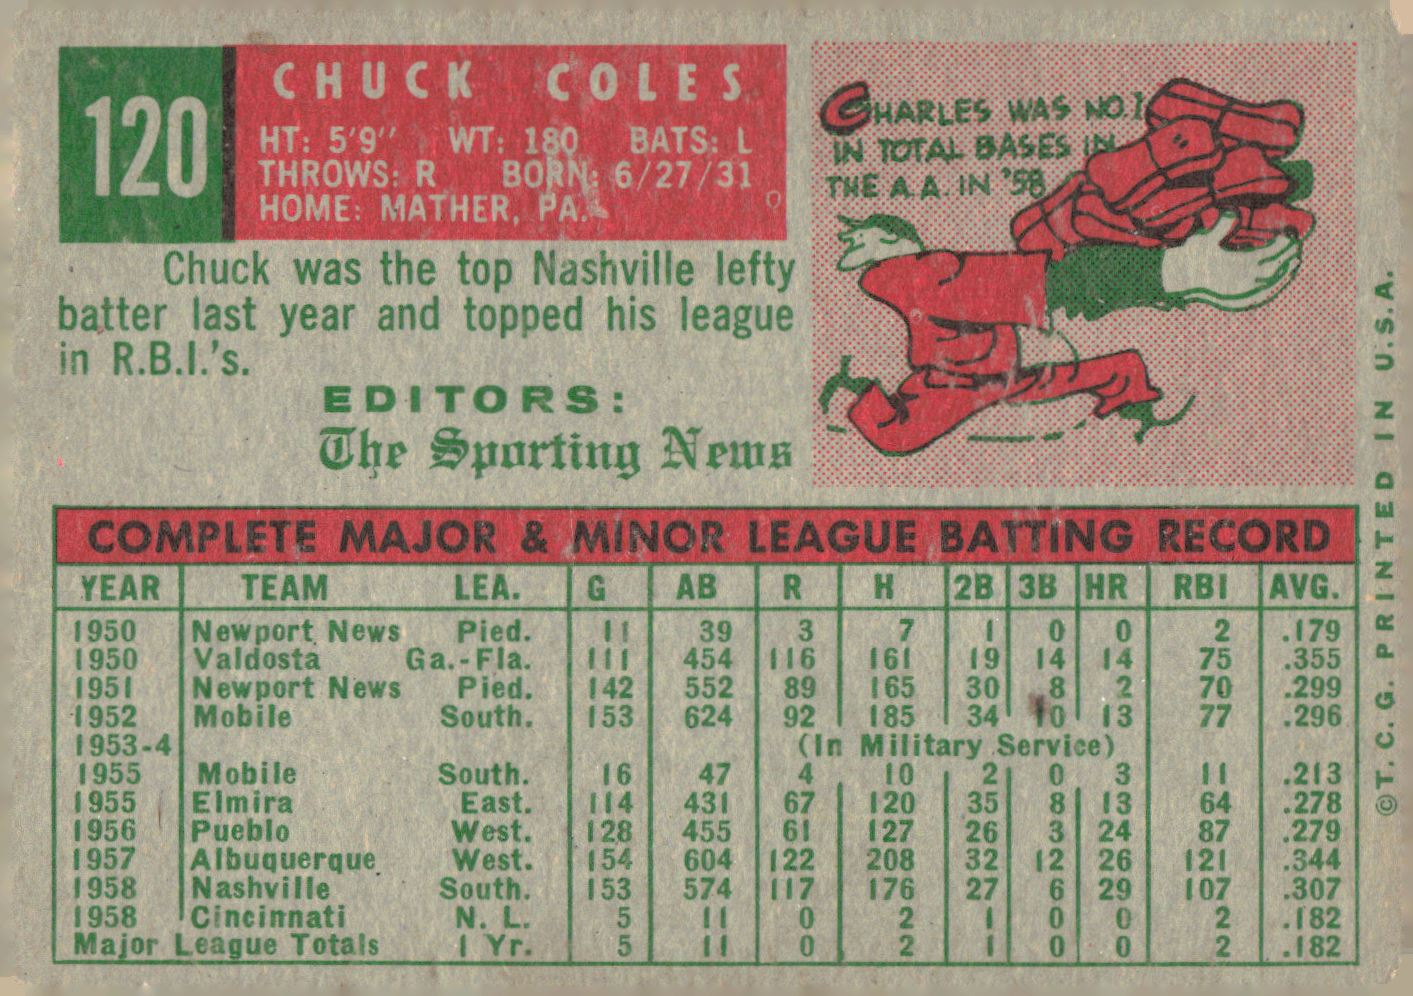 120
CHUCK COLES
HT: 5'9" WT: 180 BATS: L
THROWS: R BORN: 6/27/31
HOME: MATHER, PA.
CHARLES WAS NO.1
IN TOTAL BASES IN
THE A.A. IN '58
Chuck was the top Nashville lefty
batter last year and topped his league
in R.B.I.'s.
EDITORS:
The Sporting News
COMPLETE MAJOR & MINOR LEAGUE BATTING RECORD
YEAR TEAM LEA. G AB R H 2B 3B HR RBI AVG.
1950 Newport News Pied. 11 39 3 7 1 0 0 2 .179
1950 Valdosta Ga.-Fla. 111 454 116 161 19 14 14 75 .355
1951 Newport News Pied. 142 552 89 165 30 8 2 70 .299
1952 Mobile South. 153 624 92 185 34 10 13 77 .296
1953-4 (In Military Service)
1955 Mobile South. 16 47 4 10 2 0 3 11 .213
1955 Elmira East. 114 431 67 120 35 8 13 64 .278
1956 Pueblo West. 128 455 61 127 26 3 24 87 .279
1957 Albuquerque West. 154 604 122 208 32 12 26 121 .344
1958 Nashville South. 153 574 117 176 27 6 29 107 .307
1958 Cincinnati N. L. 5 11 0 2 1 0 0 2 .182
Major League Totals 1 Yr. 5 11 0 2 1 0 0 2 .182
©T.C.G. PRINTED IN U.S.A.